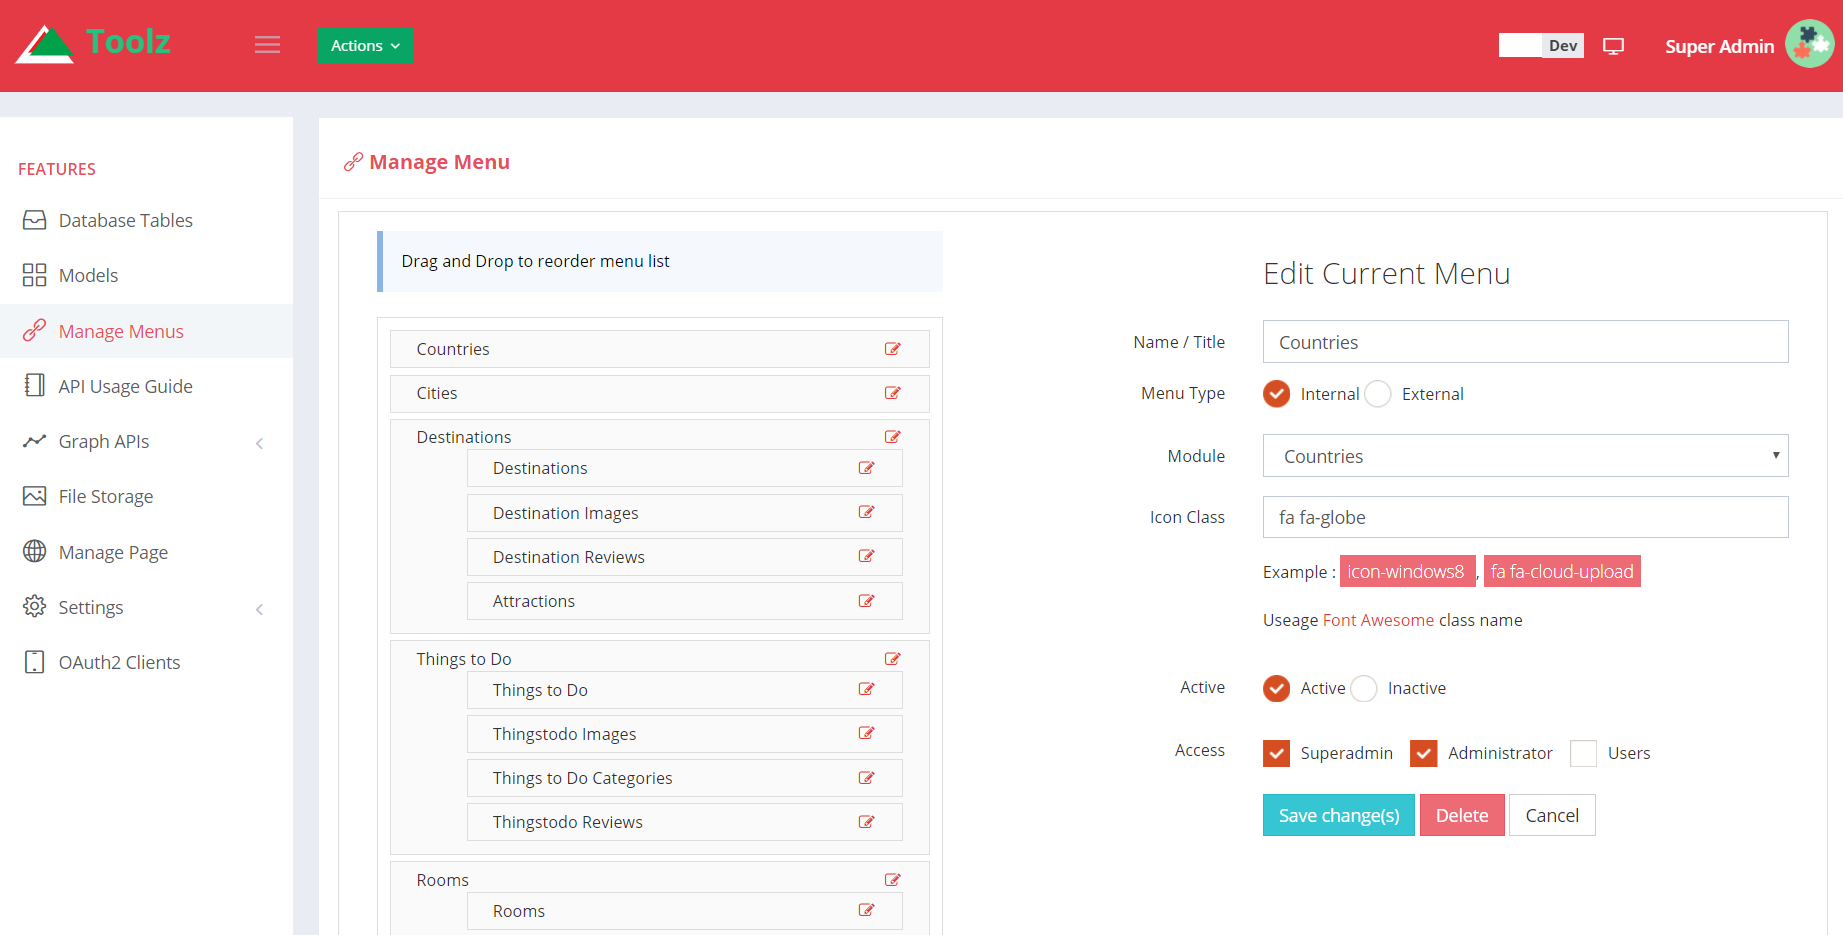 Toolz
Actions
Dev
Super Admin
FEATURES
Database Tables
Models
Manage Menus
API Usage Guide
Graph APIs
File Storage
Manage Page
Settings
OAuth2 Clients
Manage Menu
Drag and Drop to reorder menu list
Countries
Cities
Destinations
Destinations
Destination Images
Destination Reviews
Attractions
Things to Do
Things to Do
Thingstodo Images
Things to Do Categories
Thingstodo Reviews
Rooms
Rooms
Edit Current Menu
Name / Title Countries
Menu Type Internal External
Module Countries
Icon Class fa fa-globe
Example : icon-windows8 , fa fa-cloud-upload
Useage Font Awesome class name
Active Active Inactive
Access Superadmin Administrator Users
Save change(s) Delete Cancel